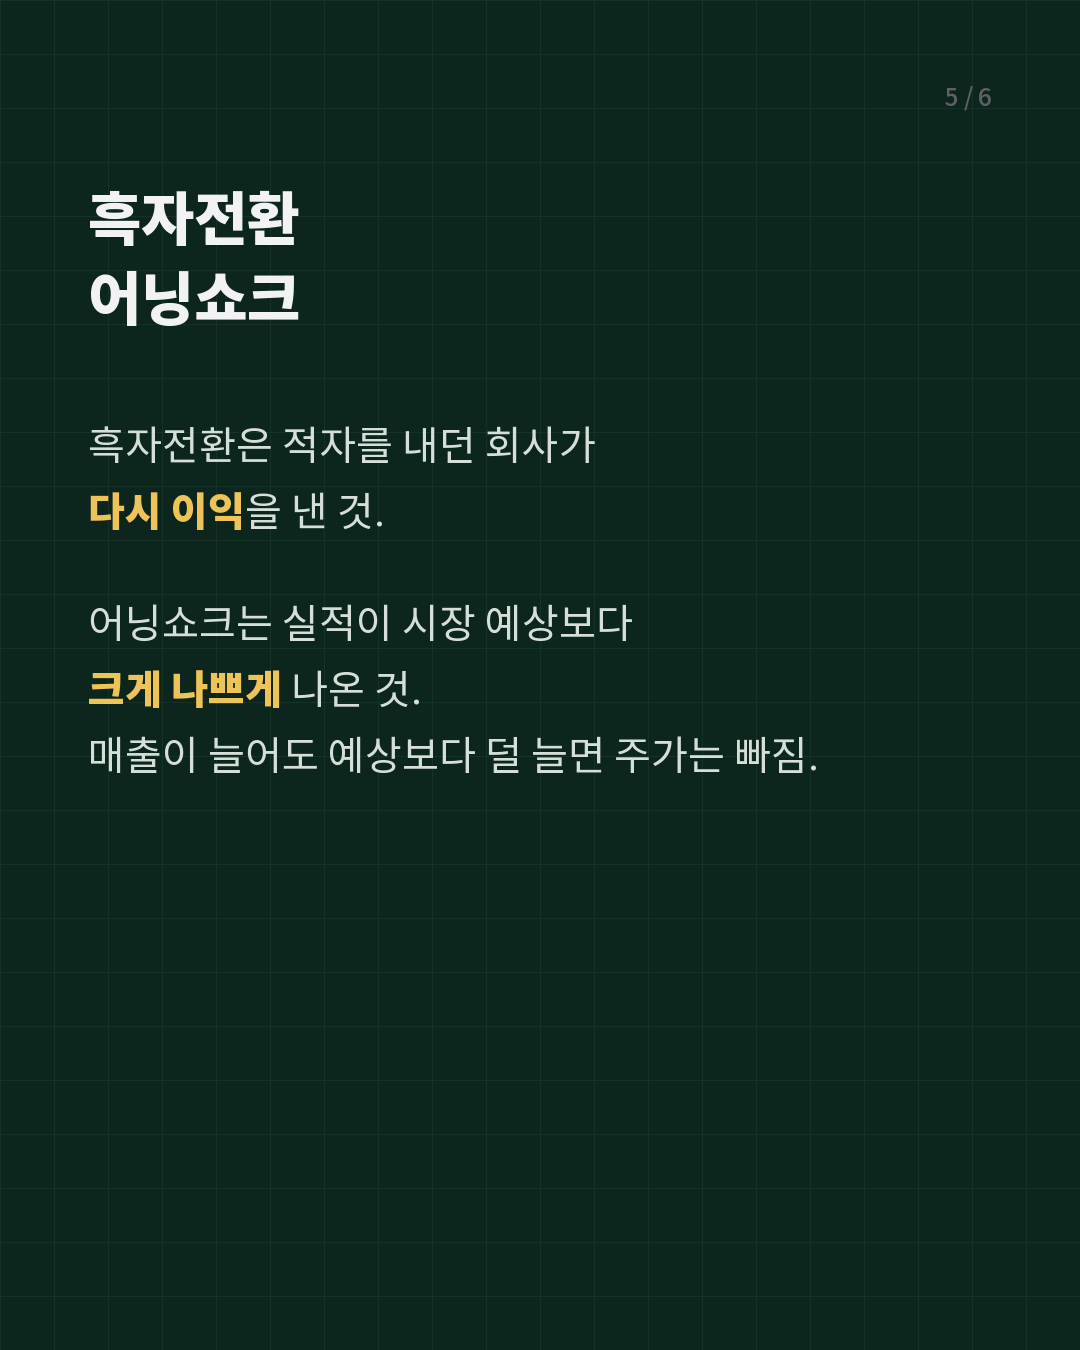 5 / 6
흑자전환
어닝쇼크
흑자전환은 적자를 내던 회사가
다시 이익을 낸 것.
어닝쇼크는 실적이 시장 예상보다
크게 나쁘게 나온 것.
매출이 늘어도 예상보다 덜 늘면 주가는 빠짐.